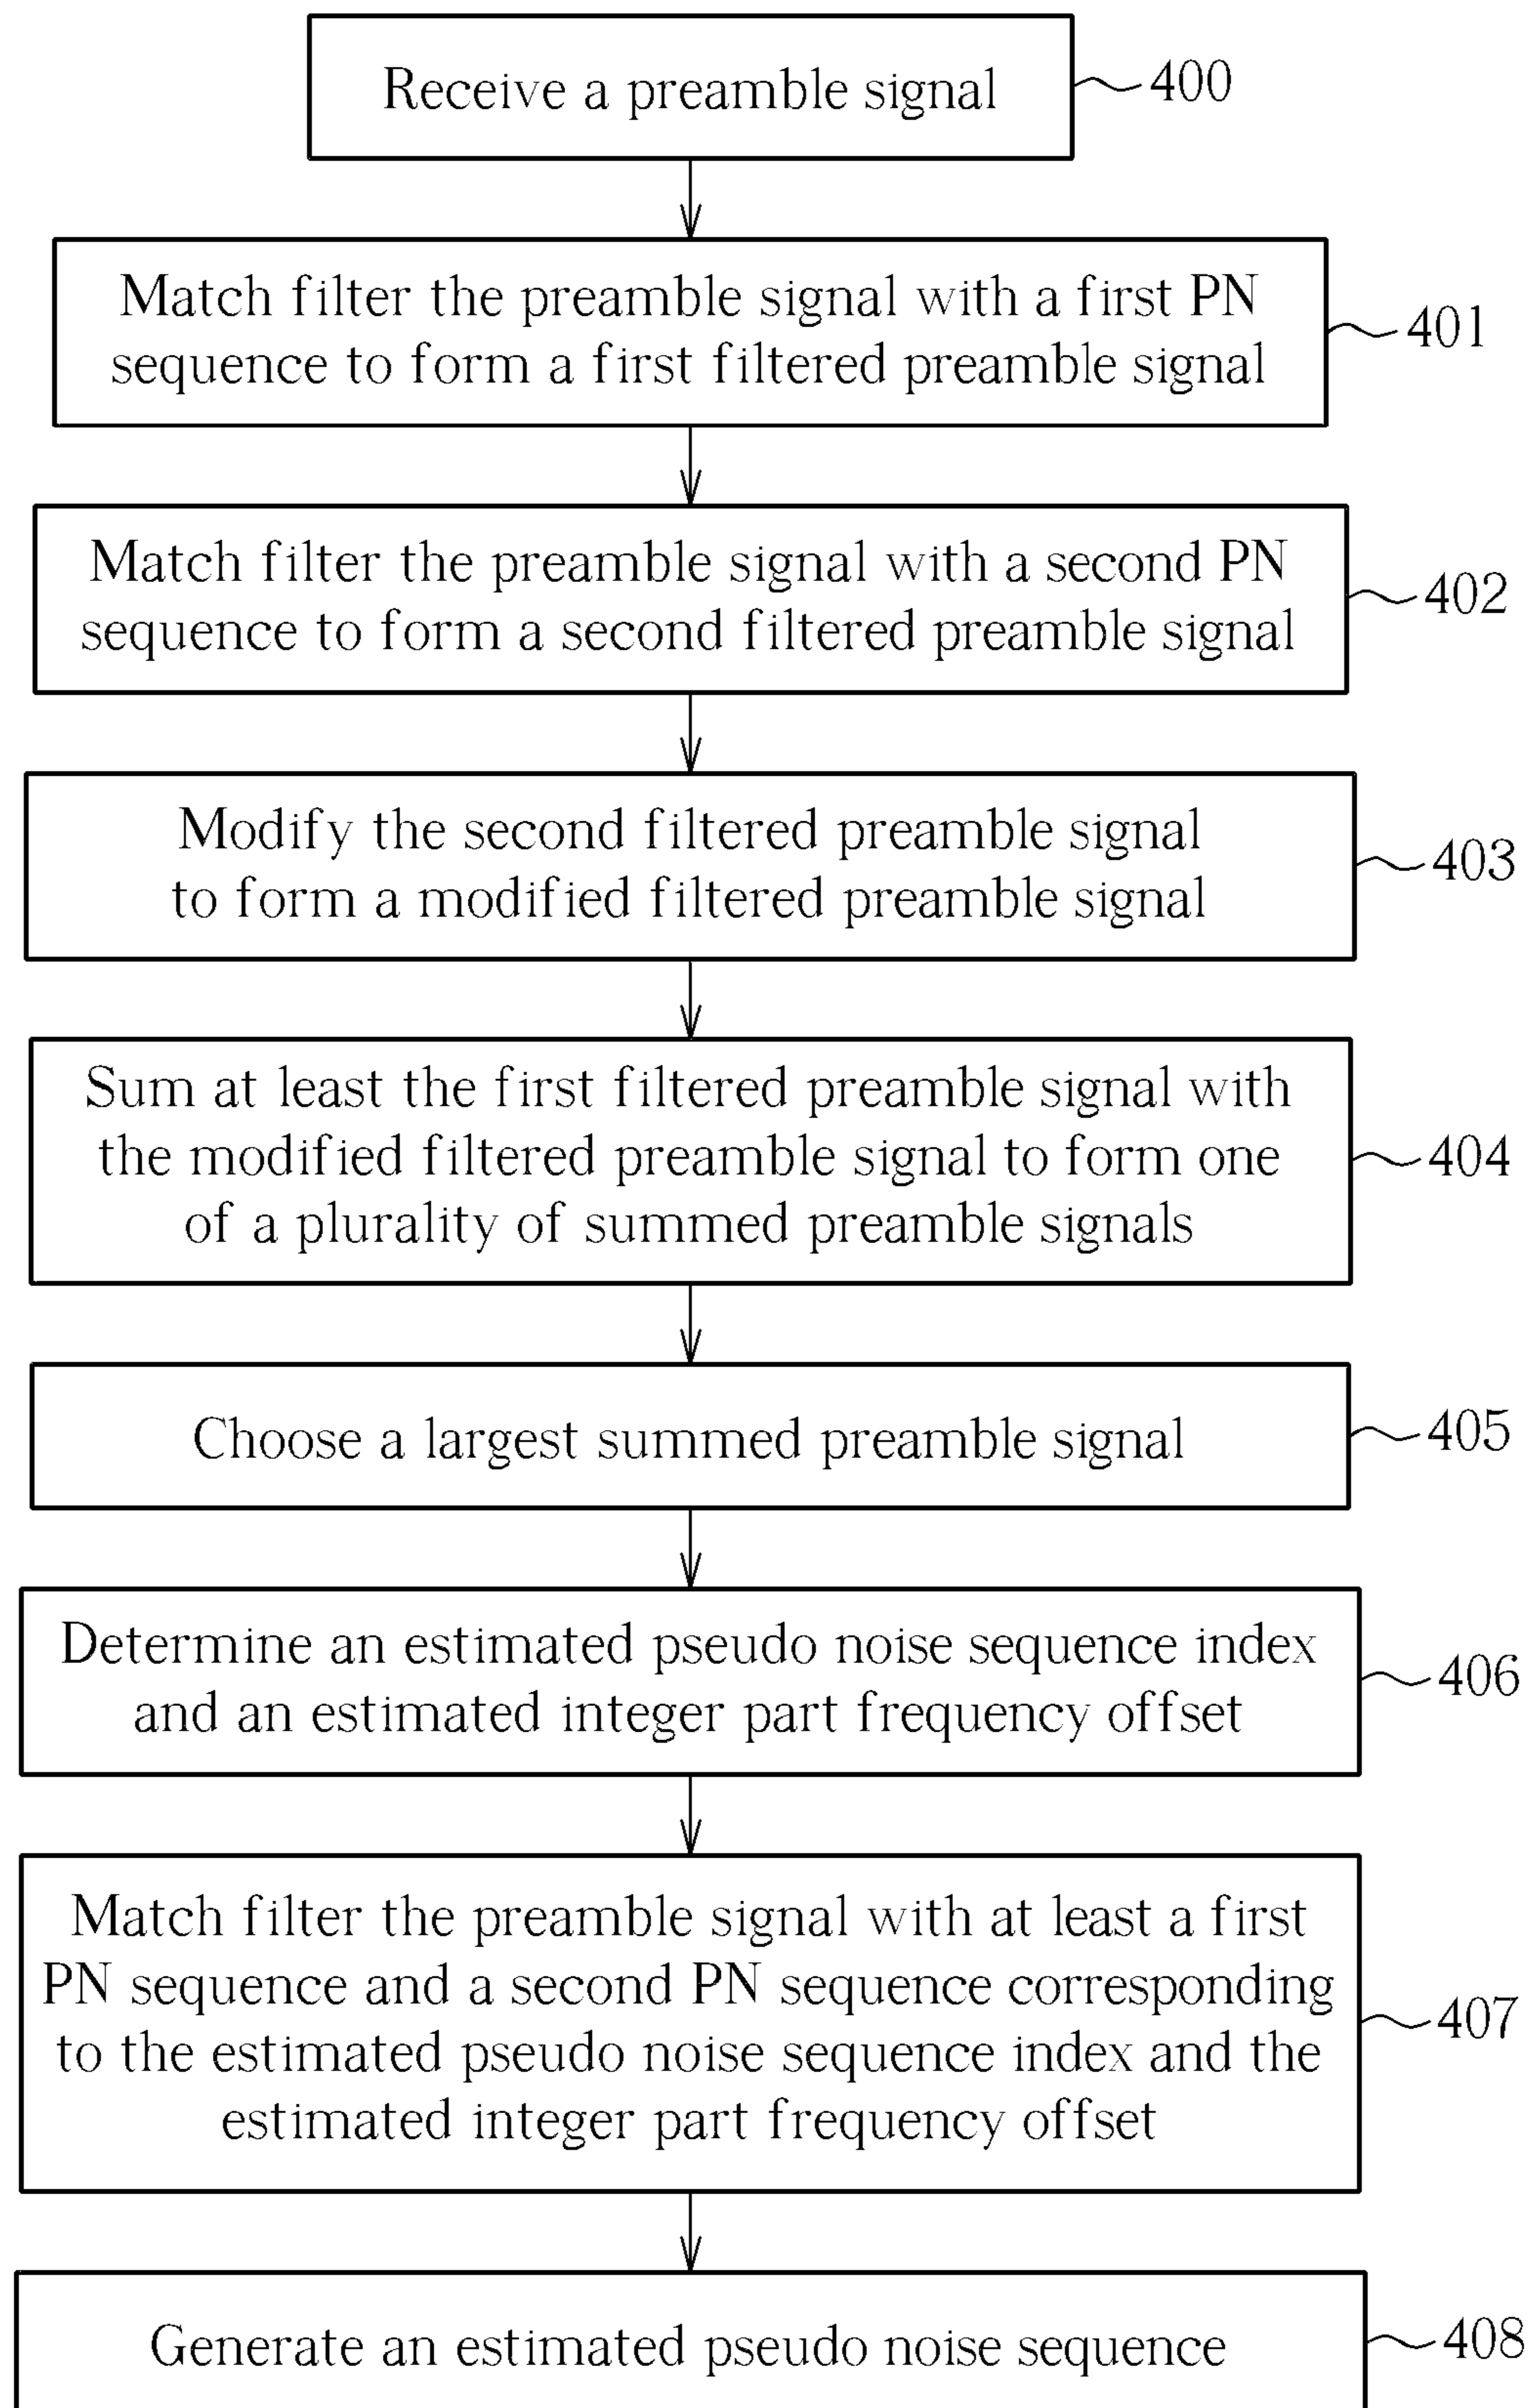 Receive a preamble signal
400
Match filter the preamble signal with a first PN
sequence to form a first filtered preamble signal
401
Match filter the preamble signal with a second PN
sequence to form a second filtered preamble signal
402
Modify the second filtered preamble signal
to form a modified filtered preamble signal
403
Sum at least the first filtered preamble signal with
the modified filtered preamble signal to form one
of a plurality of summed preamble signals
404
Choose a largest summed preamble signal
405
Determine an estimated pseudo noise sequence index
and an estimated integer part frequency offset
406
Match filter the preamble signal with at least a first
PN sequence and a second PN sequence corresponding
to the estimated pseudo noise sequence index and the
estimated integer part frequency offset
407
Generate an estimated pseudo noise sequence
408